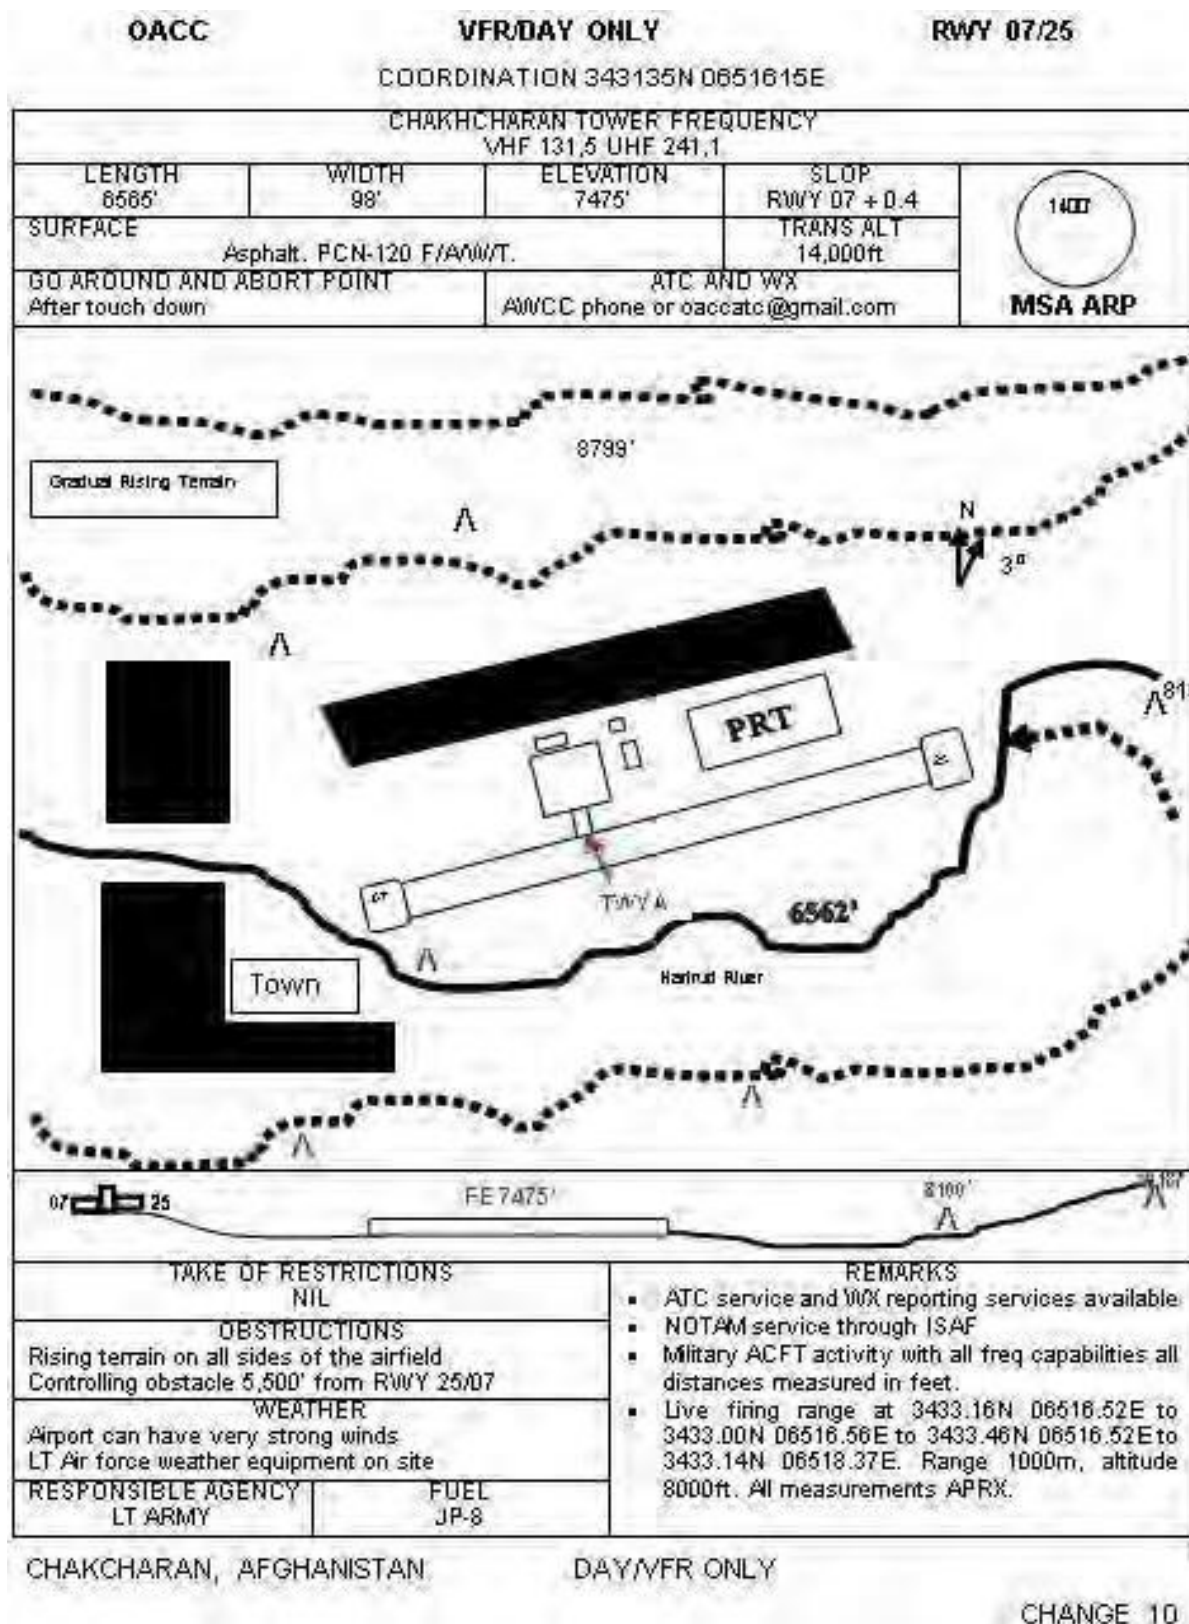 OACC VFR/DAY ONLY RWY 07/25
COORDINATION 343135N 0651615E
CHAKHCHARAN TOWER FREQUENCY
VHF 131,5 UHF 241,1
LENGTH WIDTH ELEVATION SLOP
6565' 98' 7475' RWY 07 + 0.4
SURFACE TRANS ALT
Asphalt. PCN-120 F/A/W/T. 14,000ft
GO AROUND AND ABORT POINT ATC AND WX
After touch down AWCC phone or oaccatc@gmail.com
MSA ARP
8799'
Gradual Rising Terrain
N
3º
PRT
07
TWY A
6562'
Harirud River
Town
07 25 FE 7475' 8100'
TAKE OF RESTRICTIONS
NIL
OBSTRUCTIONS
Rising terrain on all sides of the airfield
Controlling obstacle 5,500' from RWY 25/07
WEATHER
Airport can have very strong winds
LT Air force weather equipment on site
RESPONSIBLE AGENCY FUEL
LT ARMY JP-8
REMARKS
▪ ATC service and WX reporting services available
▪ NOTAM service through ISAF
▪ Military ACFT activity with all freq capabilities all
distances measured in feet.
▪ Live firing range at 3433.16N 06516.52E to
3433.00N 06516.56E to 3433.46N 06516.52E to
3433.14N 06518.37E. Range 1000m, altitude
8000ft. All measurements APRX.
CHAKCHARAN, AFGHANISTAN DAY/VFR ONLY
CHANGE 10